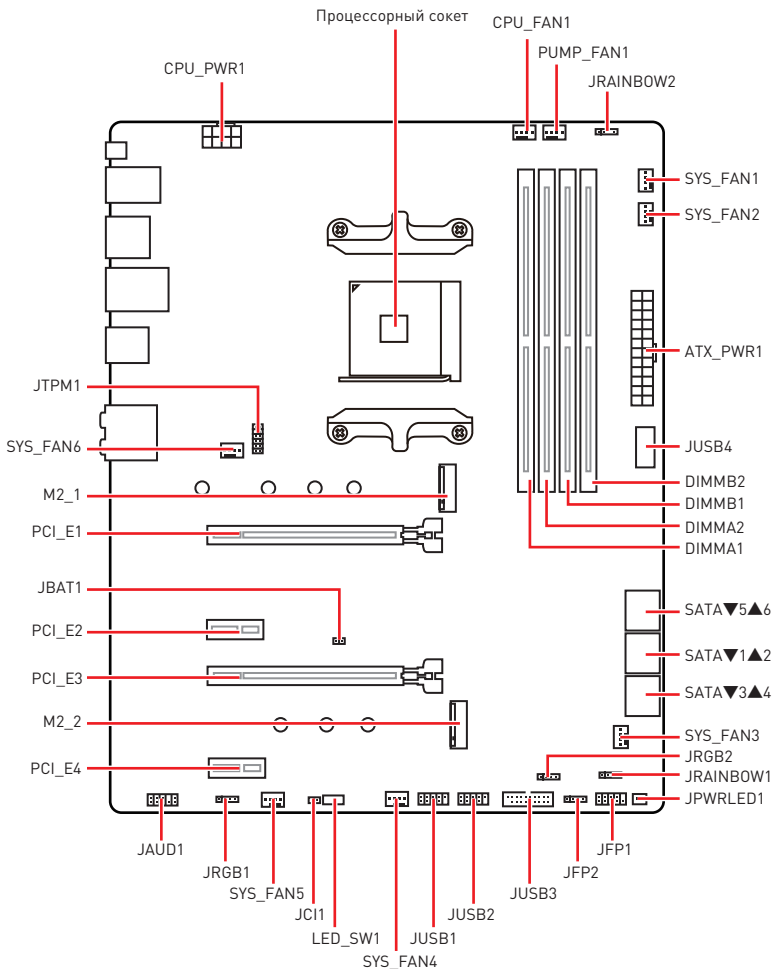 Процессорный сокет
CPU_FAN1
PUMP_FAN1
CPU_PWR1
JRAINBOW2
SYS_FAN1
SYS_FAN2
ATX_PWR1
JTPM1
SYS_FAN6
JUSB4
M2_1
DIMMB2
DIMMB1
PCI_E1
DIMMA2
DIMMA1
JBAT1
SATA▼5▲6
PCI_E2
SATA▼1▲2
PCI_E3
SATA▼3▲4
M2_2
SYS_FAN3
JRGB2
PCI_E4
JRAINBOW1
JPWRLED1
JAUD1
JRGB1
SYS_FAN5
JCI1
LED_SW1
SYS_FAN4
JUSB1
JUSB2
JUSB3
JFP2
JFP1